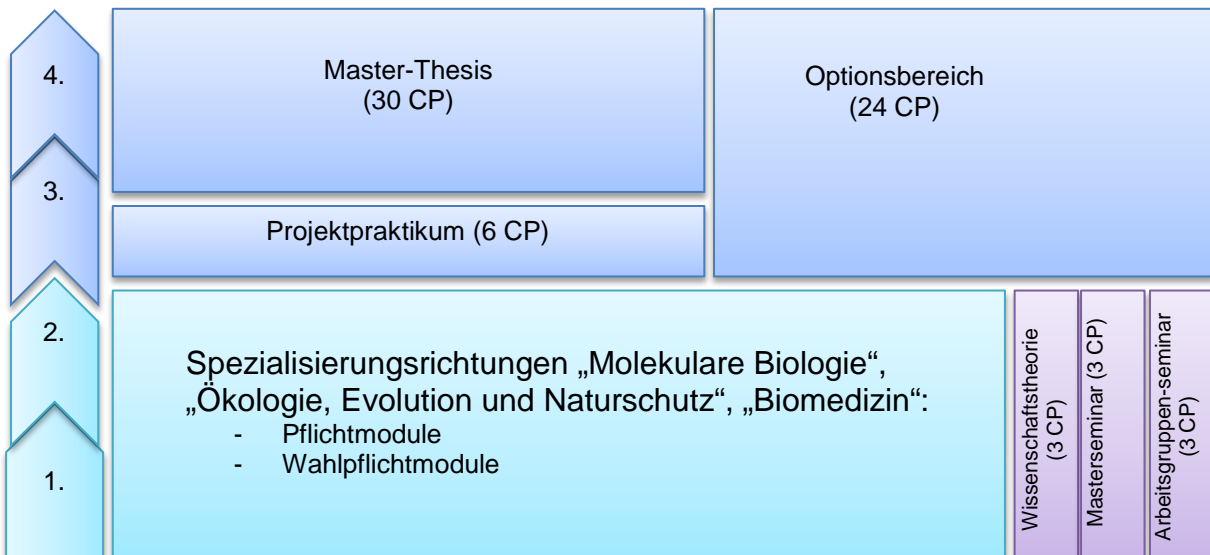 4.
Master-Thesis
(30 CP)
Optionsbereich
(24 CP)
3.
Projektpraktikum (6 CP)
2.
Spezialisierungsrichtungen „Molekulare Biologie“,
„Ökologie, Evolution und Naturschutz“, „Biomedizin“:
- Pflichtmodule
- Wahlpflichtmodule
1.
Wissenschaftstheorie
(3 CP)
Masterseminar (3 CP)
Arbeitsgruppen-seminar
(3 CP)